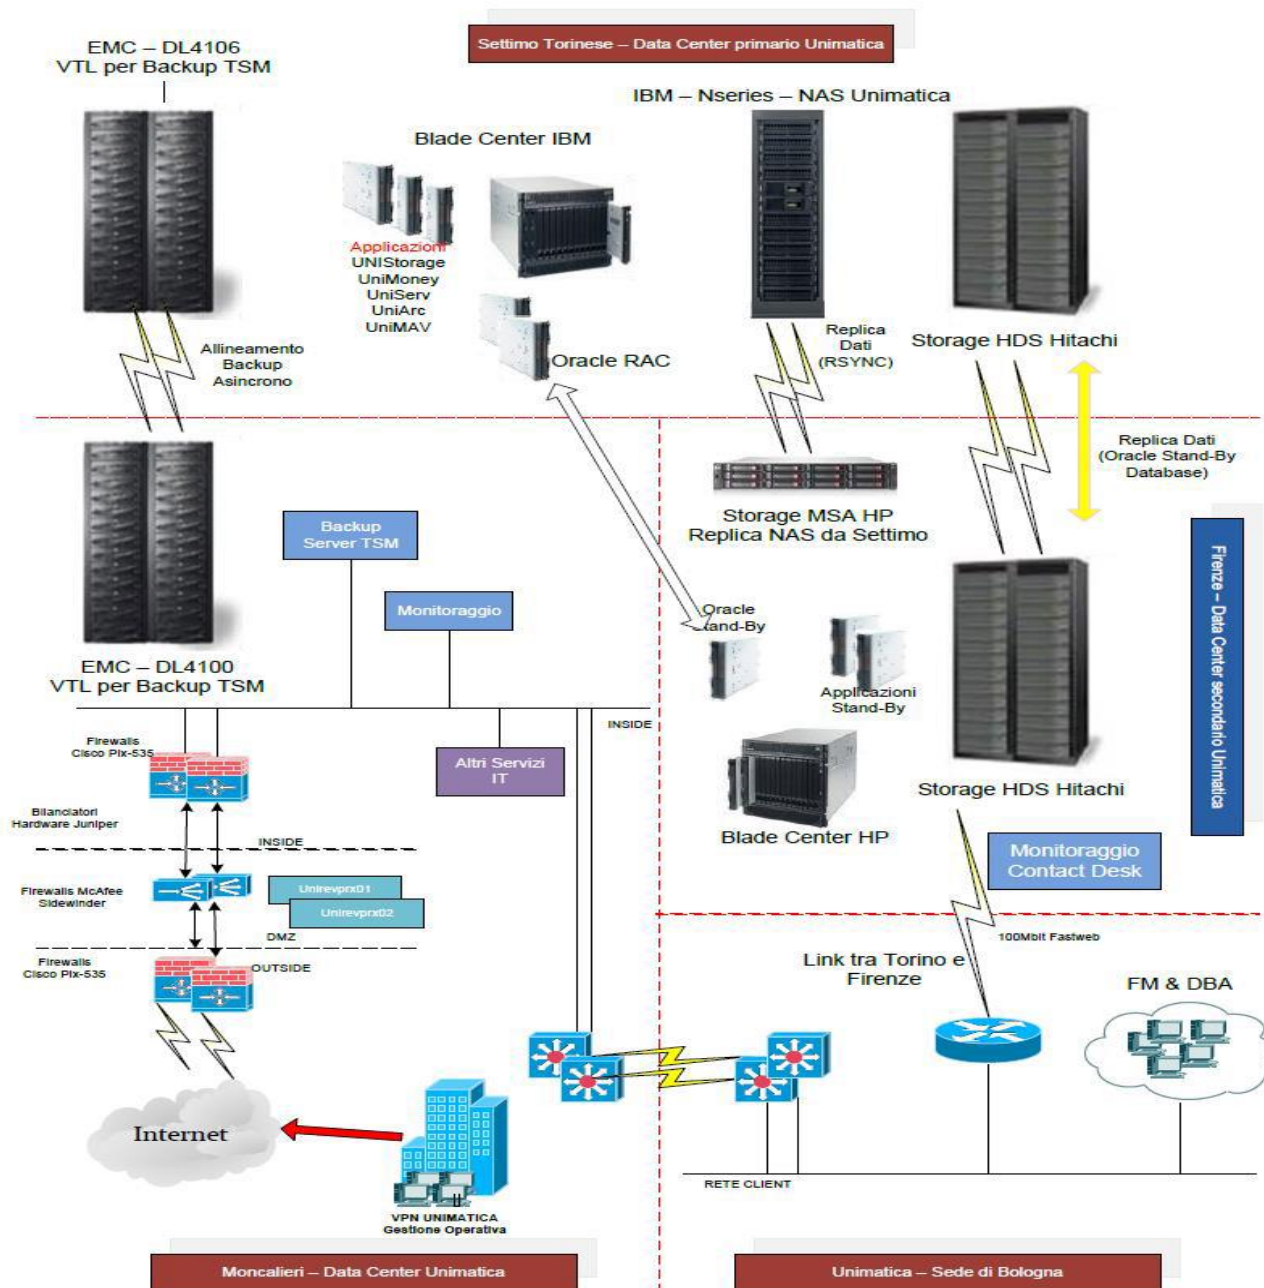 Settimo Torinese – Data Center primario Unimatica
EMC – DL4106
VTL per Backup TSM
Blade Center IBM
IBM – Nseries – NAS Unimatica
Applicazioni
UNIStorage
UniMoney
UniServ
UniArc
UniMAV
Oracle RAC
Replica
Dati
(RSYNC)
Storage HDS Hitachi
Allineamento
Backup
Asincrono
Replica Dati
(Oracle Stand-By
Database)
Storage MSA HP
Replica NAS da Settimo
Backup
Server TSM
Monitoraggio
EMC – DL4100
VTL per Backup TSM
Oracle
Stand-By
Applicazioni
Stand-By
Firenze – Data Center secondario Unimatica
INSIDE
Firewalls
Cisco Pix-535
Altri Servizi
IT
Storage HDS Hitachi
Blade Center HP
Bilanciatori
Hardware Juniper
INSIDE
Monitoraggio
Contact Desk
Firewalls McAfee
Sidewinder
Unirevprx01
Unirevprx02
DMZ
100Mbit Fastweb
Firewalls
Cisco Pix-535
OUTSIDE
Link tra Torino e
Firenze
FM & DBA
Internet
RETE CLIENT
VPN UNIMATICA
Gestione Operativa
Moncalieri – Data Center Unimatica
Unimatica – Sede di Bologna